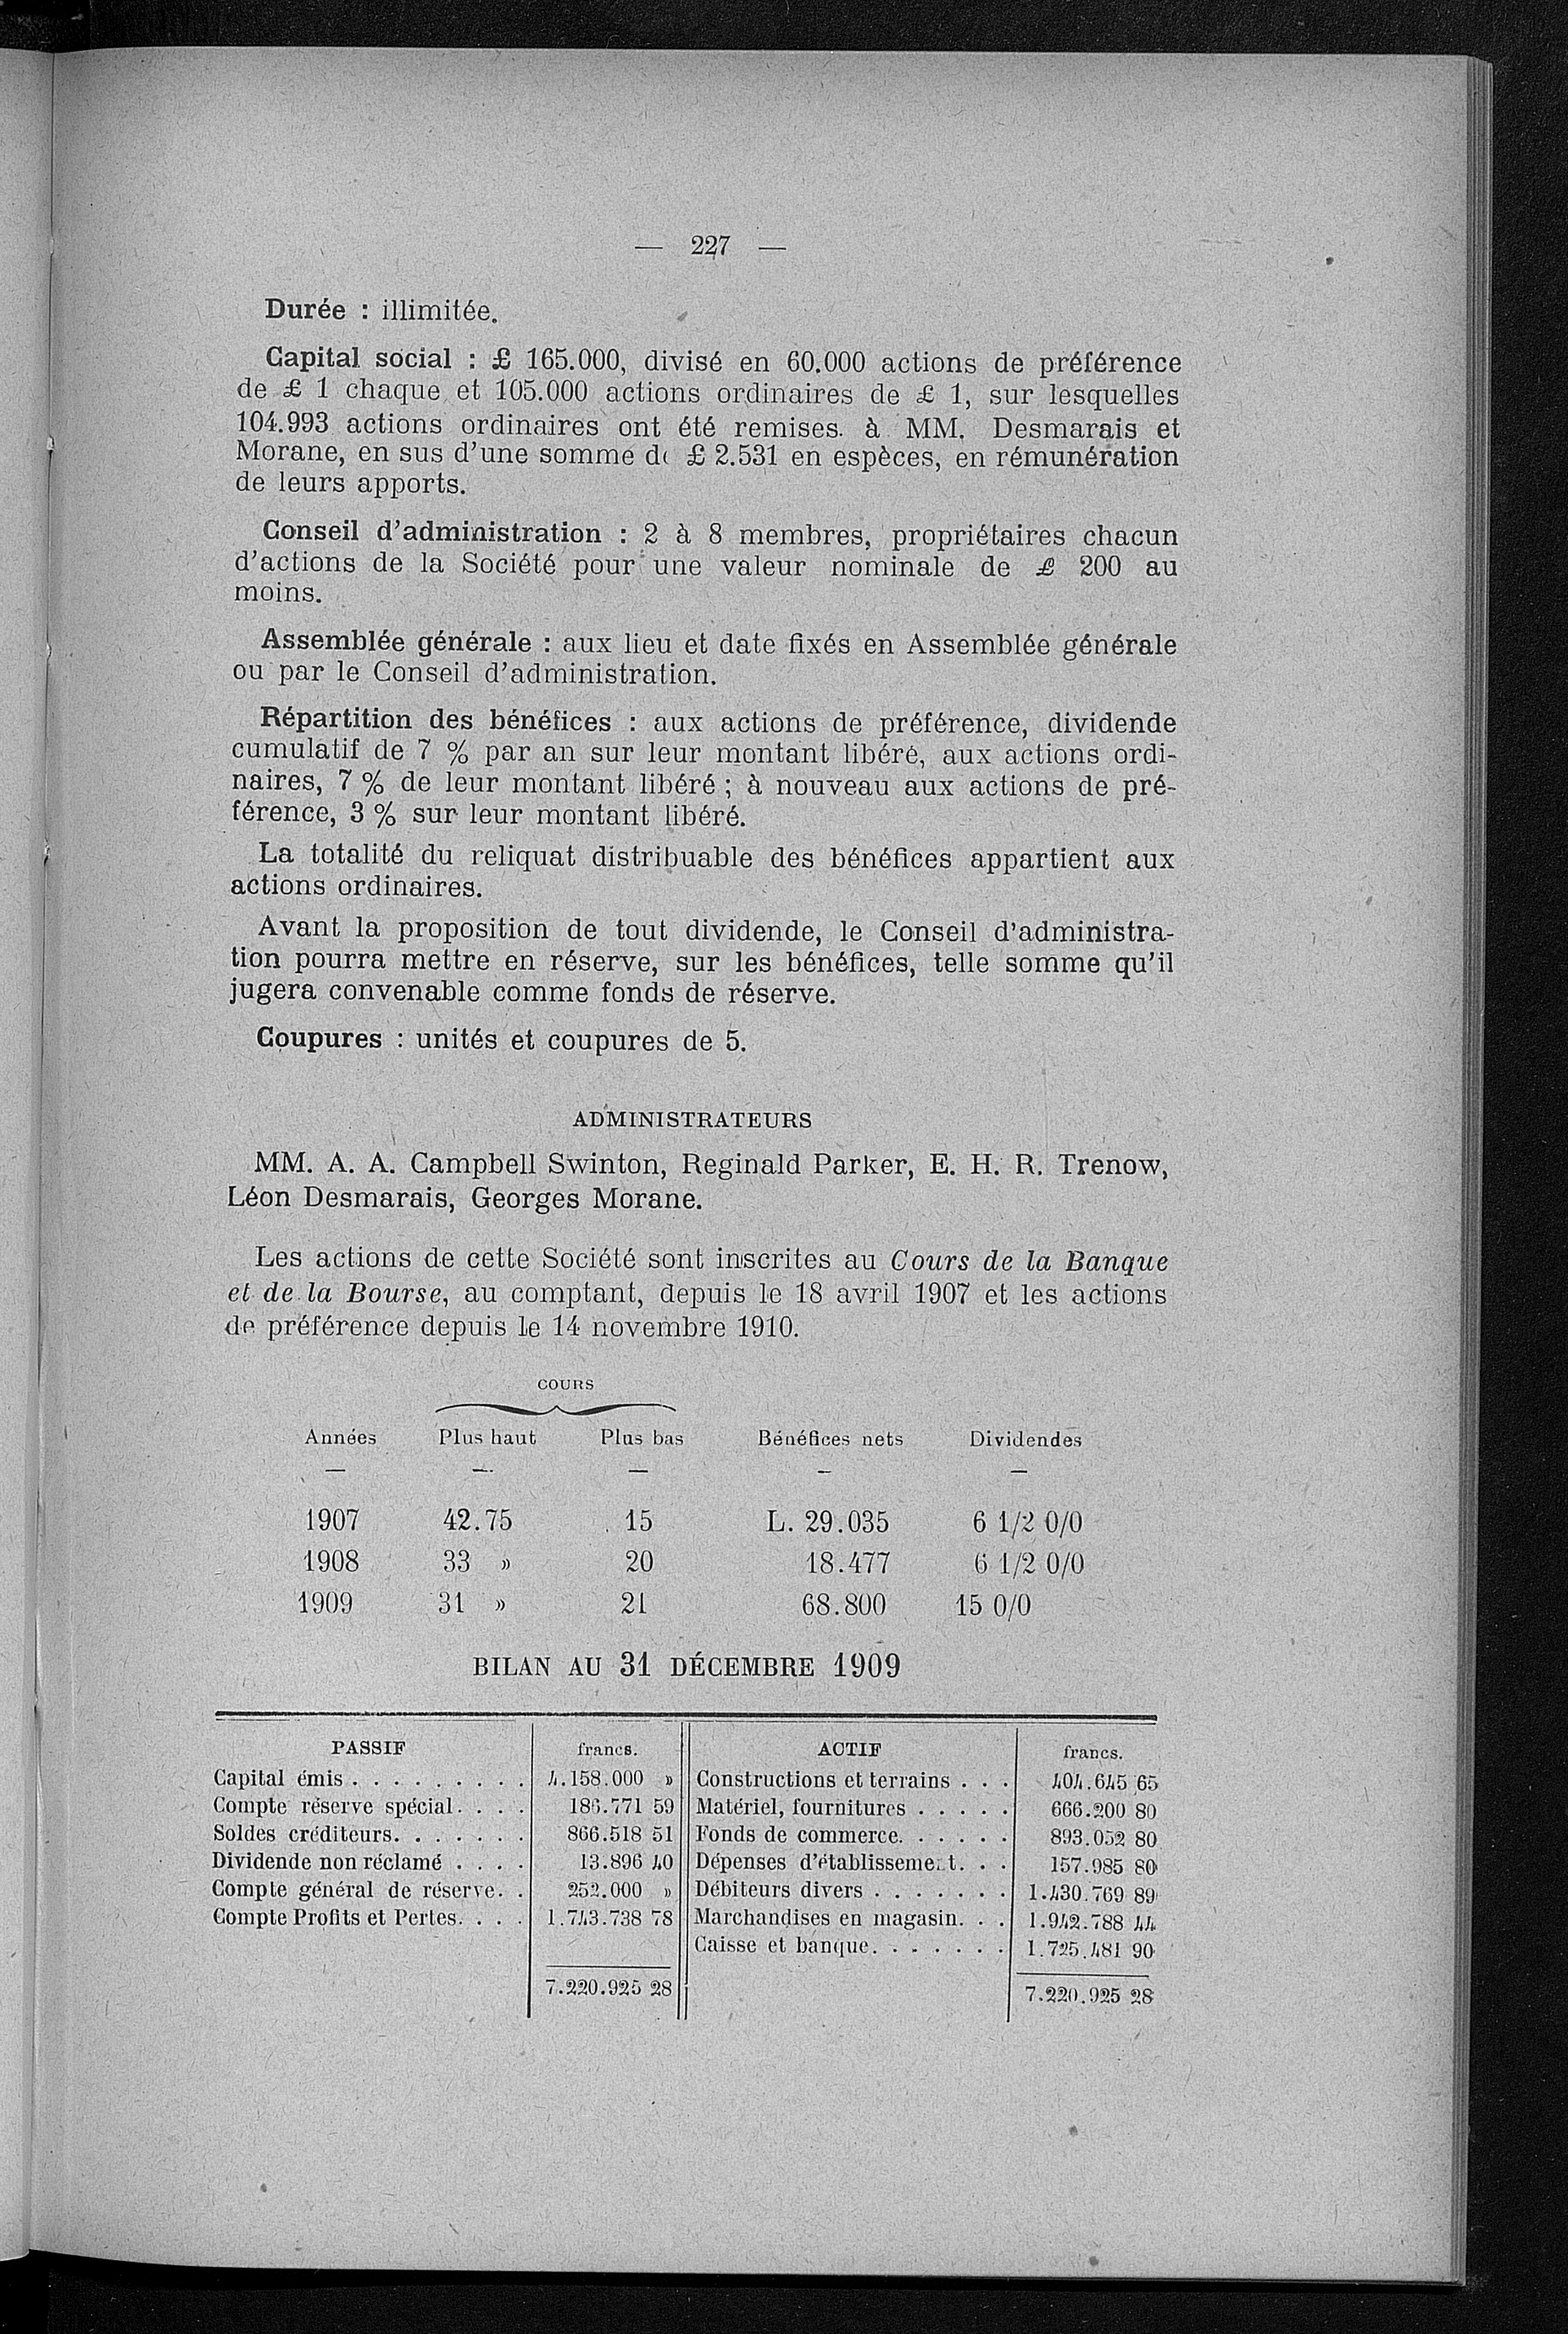 — 227 —
Durée : illimitée.
Capital social : £ 165.000, divisé en 60.000 actions de préférence
de £ 1 chaque et 105.000 actions ordinaires de £ 1, sur lesquelles
104.993 actions ordinaires ont été remises. à MM. Desmarais et
Morane, en sus d'une somme de £ 2.531 en espèces, en rémunération
de leurs apports.
Conseil d'administration : 2 à 8 membres, propriétaires chacun
d'actions de la Société pour une valeur nominale de £ 200 au
moins.
Assemblée générale : aux lieu et date fixés en Assemblée générale
ou par le Conseil d'administration.
Répartition des bénéfices : aux actions de préférence, dividende
cumulatif de 7 % par an sur leur montant libéré, aux actions ordi-
naires, 7 % de leur montant libéré ; à nouveau aux actions de pré-
férence, 3 % sur leur montant libéré.
La totalité du reliquat distribuable des bénéfices appartient aux
actions ordinaires.
Avant la proposition de tout dividende, le Conseil d'administra-
tion pourra mettre en réserve, sur les bénéfices, telle somme qu'il
jugera convenable comme fonds de réserve.
Coupures : unités et coupures de 5.
ADMINISTRATEURS
MM. A. A. Campbell Swinton, Reginald Parker, E. H. R. Trenow,
Léon Desmarais, Georges Morane.
Les actions de cette Société sont inscrites au Cours de la Banque
et de la Bourse, au comptant, depuis le 18 avril 1907 et les actions
de préférence depuis le 14 novembre 1910.
COURS
Années Plus haut Plus bas Bénéfices nets Dividendes
— — — — —
1907 42.75 15 L. 29.035 6 1/2 0/0
1908 33 » 20 18.477 6 1/2 0/0
1909 31 » 21 68.800 15 0/0
BILAN AU 31 DÉCEMBRE 1909
PASSIF francs. ACTIF francs.
Capital émis . . . . . . . . . 4.158.000 » Constructions et terrains . . . 404.645 65
Compte réserve spécial. . . . 186.771 59 Matériel, fournitures . . . . . 666.200 80
Soldes créditeurs. . . . . . . 866.518 51 Fonds de commerce. . . . . . 893.052 80
Dividende non réclamé . . . . 13.896 40 Dépenses d'établissement. . . 157.985 80
Compte général de réserve. . 252.000 » Débiteurs divers . . . . . . . 1.430.769 89
Compte Profits et Pertes. . . . 1.743.738 78 Marchandises en magasin. . . 1.942.788 44
Caisse et banque. . . . . . . 1.725.481 90
7.220.925 28 7.220.925 28